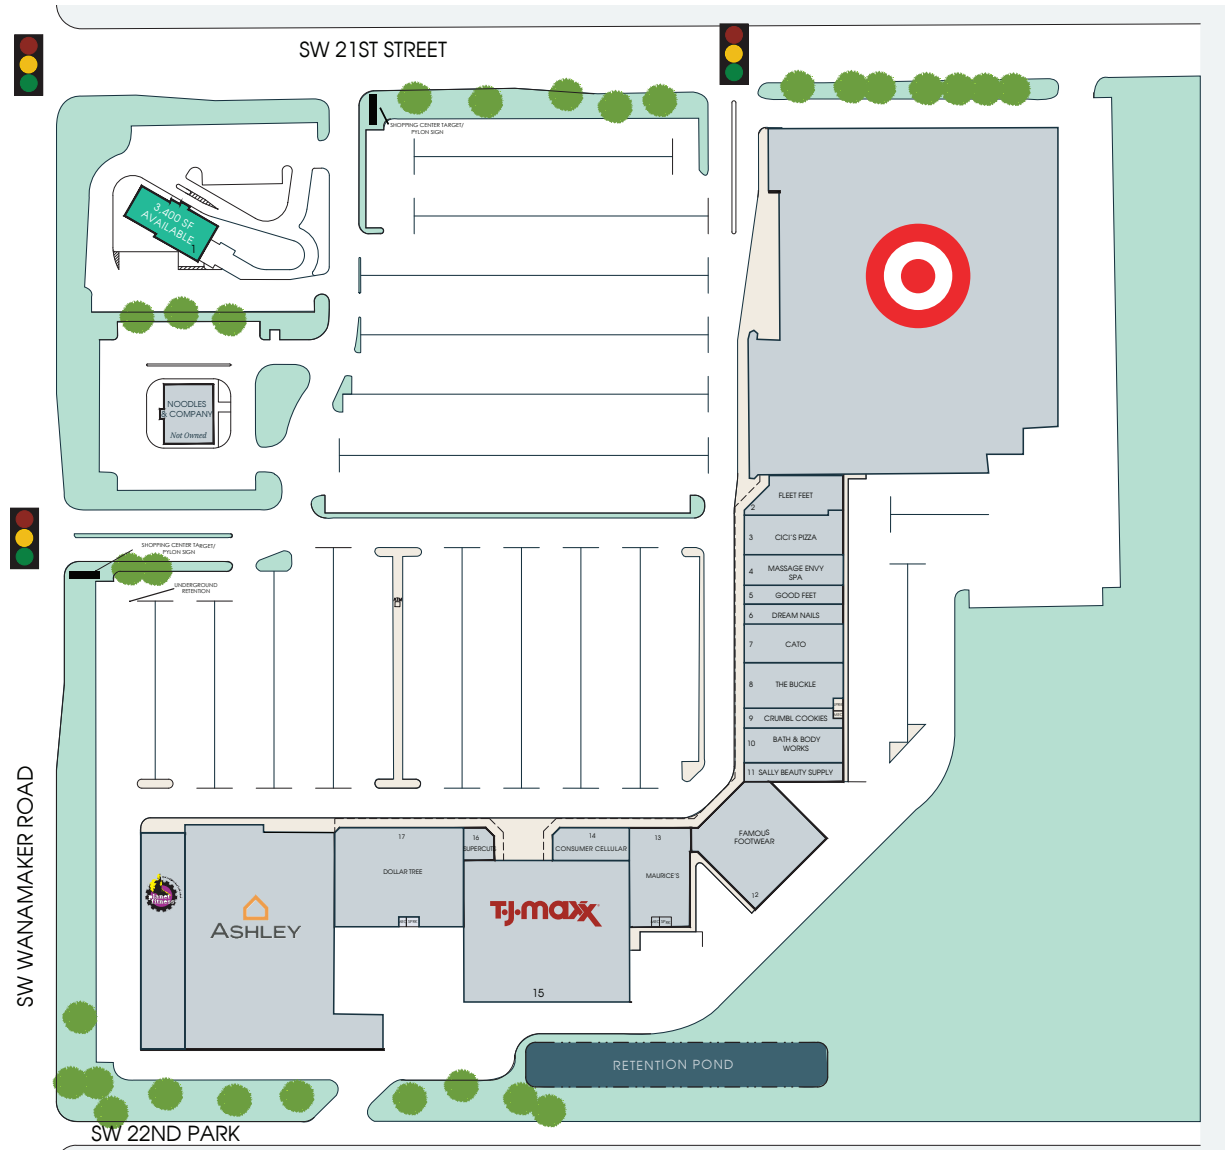 SW 21ST STREET
SHOPPING CENTER TARGET/
PYLON SIGN
3,400 SF
AVAILABLE
1
NOODLES
& COMPANY
Not Owned
SHOPPING CENTER TARGET/
PYLON SIGN
UNDERGROUND
RETENTION
FLEET FEET
2
3 CICI'S PIZZA
4 MASSAGE ENVY
SPA
5 GOOD FEET
6 DREAM NAILS
7 CATO
8 THE BUCKLE
9 CRUMBL COOKIES
10 BATH & BODY
WORKS
11 SALLY BEAUTY SUPPLY
FAMOUS
FOOTWEAR
12
13
MAURICE'S
14
CONSUMER CELLULAR
16
SUPERCUTS
17
DOLLAR TREE
T.J.maxx
15
ASHLEY
planet
fitness
RETENTION POND
SW WANAMAKER ROAD
SW 22ND PARK